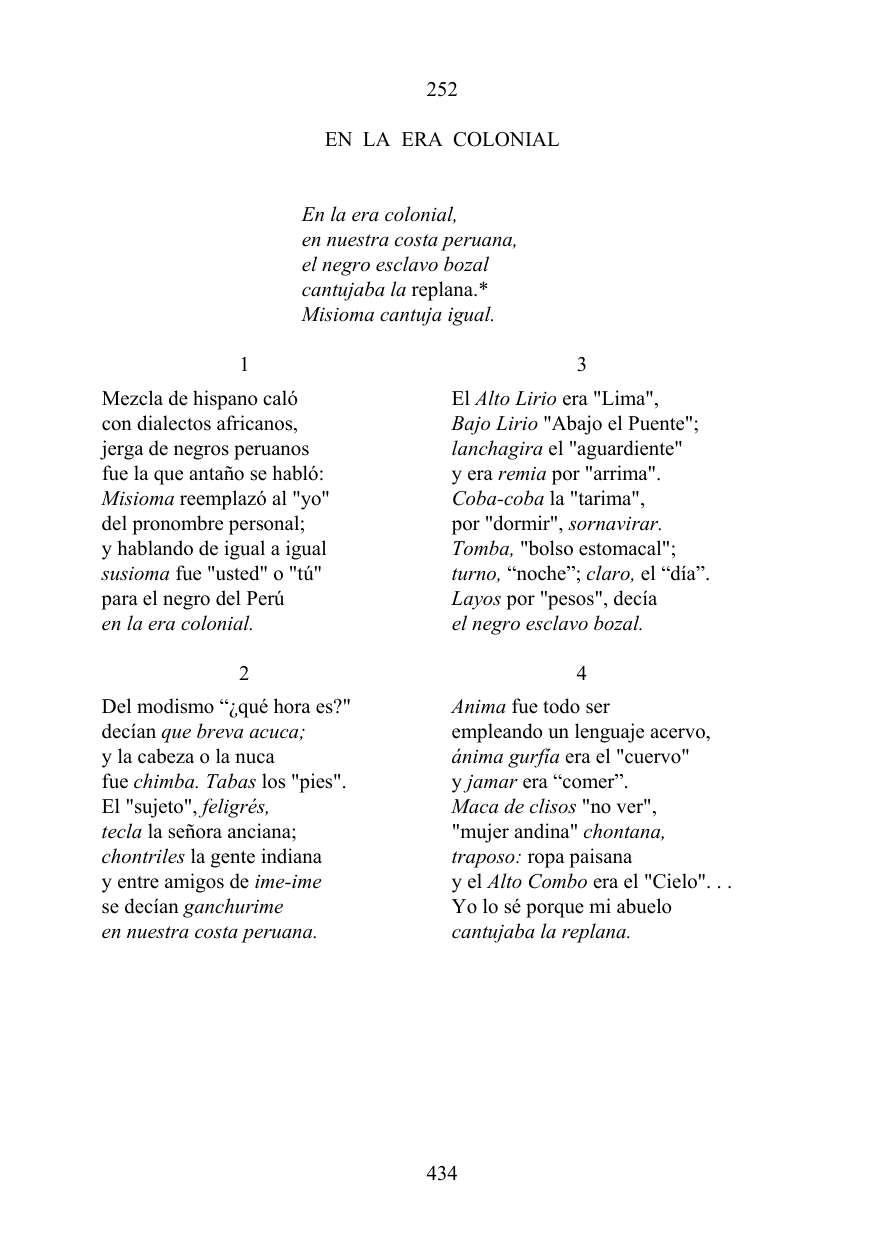 252
EN LA ERA COLONIAL
En la era colonial,
en nuestra costa peruana,
el negro esclavo bozal
cantujaba la replana.*
Misioma cantuja igual.
1
Mezcla de hispano caló
con dialectos africanos,
jerga de negros peruanos
fue la que antaño se habló:
Misioma reemplazó al "yo"
del pronombre personal;
y hablando de igual a igual
susioma fue "usted" o "tú"
para el negro del Perú
en la era colonial.
2
Del modismo “¿qué hora es?"
decían que breva acuca;
y la cabeza o la nuca
fue chimba. Tabas los "pies".
El "sujeto", feligrés,
tecla la señora anciana;
chontriles la gente indiana
y entre amigos de ime-ime
se decían ganchurime
en nuestra costa peruana.
3
El Alto Lirio era "Lima",
Bajo Lirio "Abajo el Puente";
lanchagira el "aguardiente"
y era remia por "arrima".
Coba-coba la "tarima",
por "dormir", sornavirar.
Tomba, "bolso estomacal";
turno, “noche”; claro, el “día”.
Layos por "pesos", decía
el negro esclavo bozal.
4
Anima fue todo ser
empleando un lenguaje acervo,
ánima gurfía era el "cuervo"
y jamar era “comer”.
Maca de clisos "no ver",
"mujer andina" chontana,
traposo: ropa paisana
y el Alto Combo era el "Cielo". . .
Yo lo sé porque mi abuelo
cantujaba la replana.
434